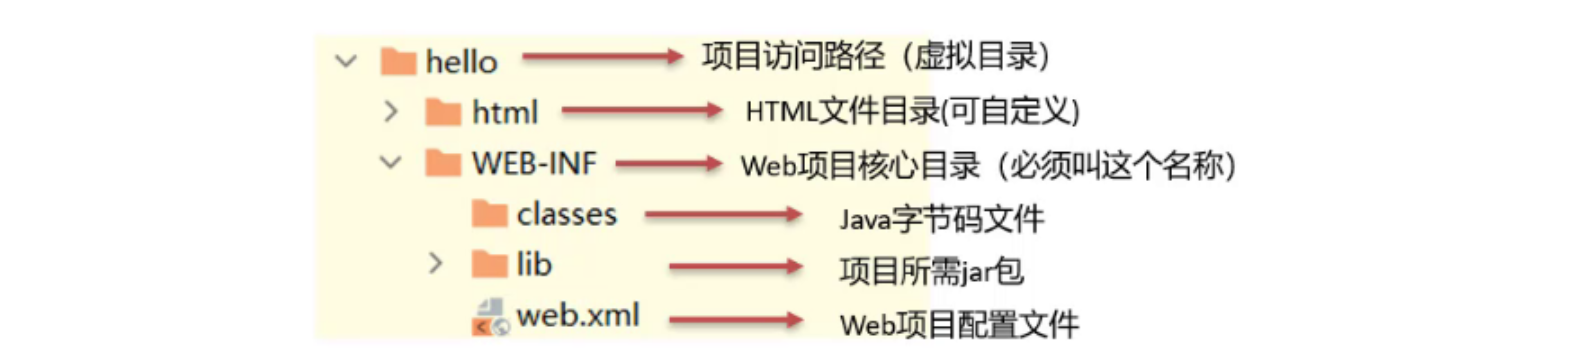 hello 项目访问路径（虚拟目录）
html HTML文件目录(可自定义)
WEB-INF Web项目核心目录（必须叫这个名称）
classes Java字节码文件
lib 项目所需jar包
web.xml Web项目配置文件